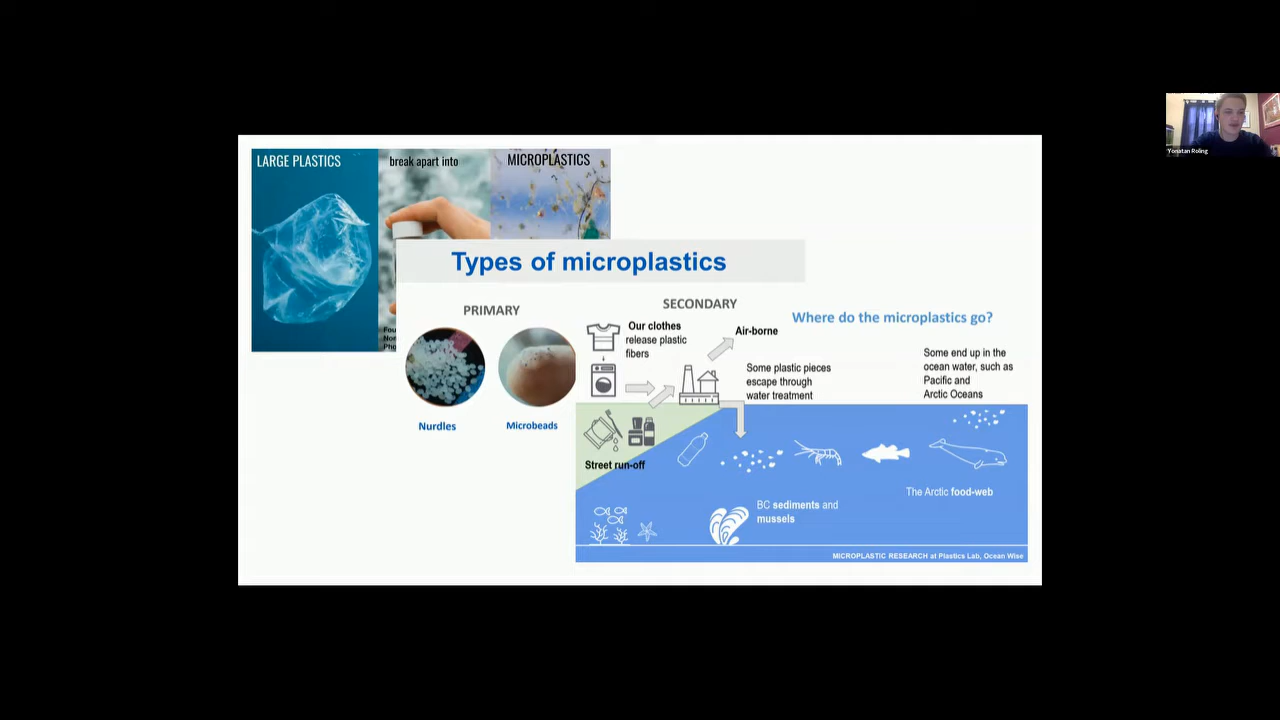 LARGE PLASTICS
break apart into
MICROPLASTICS
Types of microplastics
PRIMARY
SECONDARY
Where do the microplastics go?
Our clothes
release plastic
fibers
Air-borne
Some plastic pieces
escape through
water treatment
Some end up in the
ocean water, such as
Pacific and
Arctic Oceans
Nurdles
Microbeads
Street run-off
The Arctic food-web
BC sediments and
mussels
MICROPLASTIC RESEARCH at Plastics Lab, Ocean Wise
Yonatan Roling